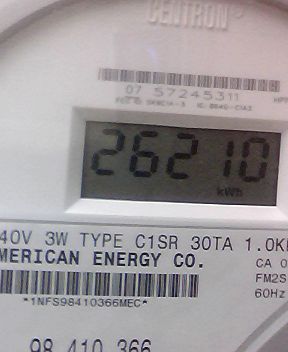 CENTRON®
07 57245311
26210
kWh
40V 3W TYPE C1SR 30TA 1.0K
MERICAN ENERGY CO.
CA 0
FM2S
60Hz
*1NFS98410366MEC*
98 410 366